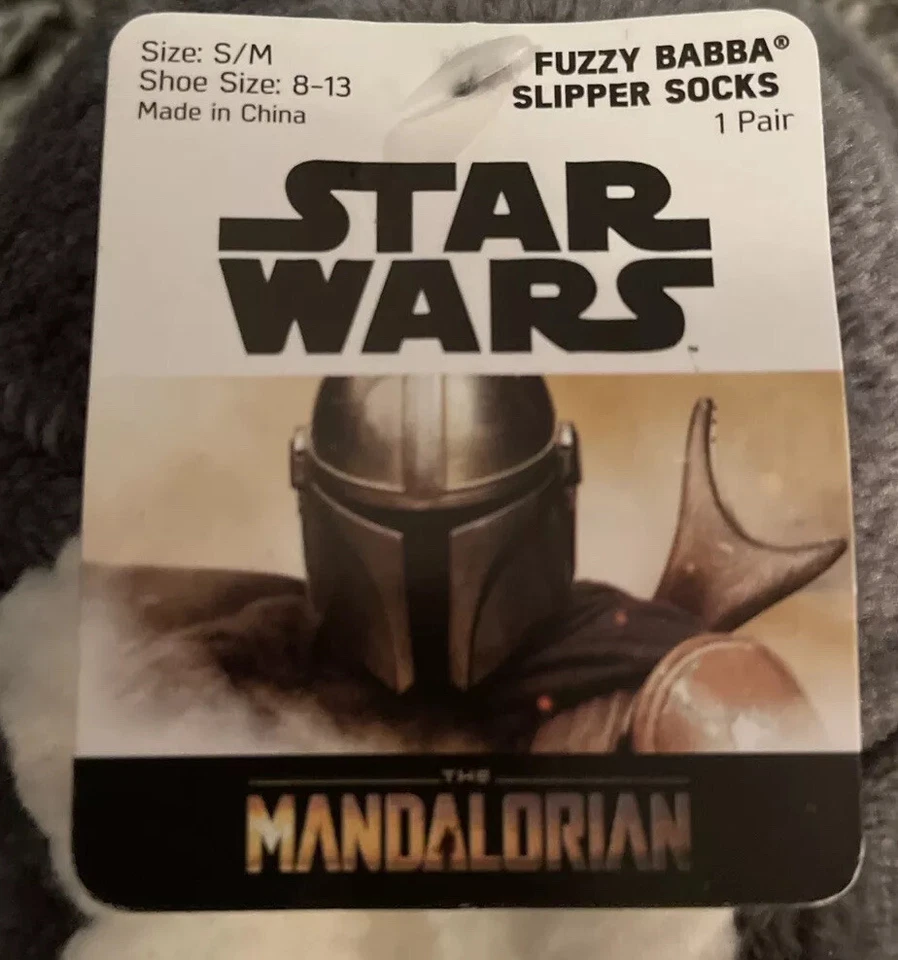 Size: S/M
Shoe Size: 8-13
Made in China
FUZZY BABBA®
SLIPPER SOCKS
1 Pair
STAR
WARS
THE
MANDALORIAN